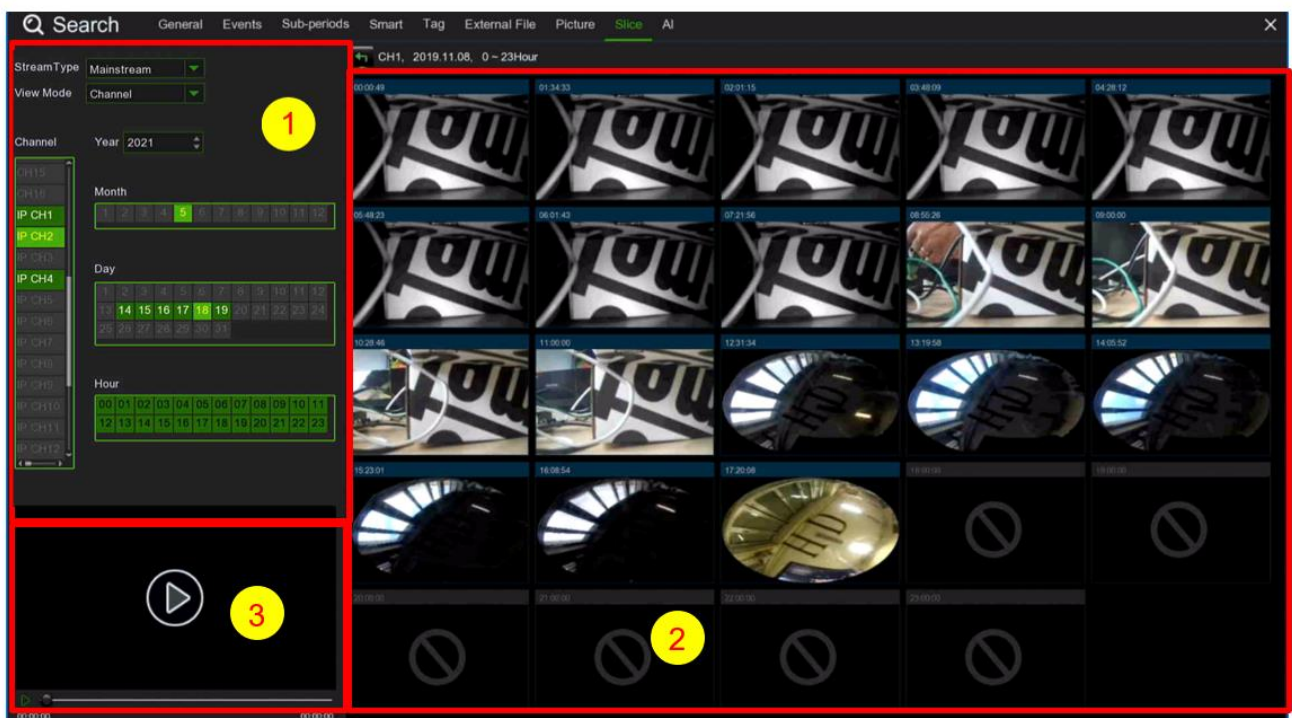 Search General Events Sub-periods Smart Tag External File Picture Slice AI
CH1, 2019.11.08, 0 ~ 23Hour
StreamType Mainstream
View Mode Channel
1
Channel Year 2021
CH15
CH16
IP CH1
IP CH2
IP CH3
IP CH4
IP CH5
IP CH6
IP CH7
IP CH8
IP CH9
IP CH10
IP CH11
IP CH12
Month
1 2 3 4 5 6 7 8 9 10 11 12
Day
1 2 3 4 5 6 7 8 9 10 11 12
13 14 15 16 17 18 19 20 21 22 23 24
25 26 27 28 29 30 31
Hour
00 01 02 03 04 05 06 07 08 09 10 11
12 13 14 15 16 17 18 19 20 21 22 23
3
00:00:00 00:00:00
00:00:49 01:34:33 02:01:15 03:48:09 04:28:12
05:48:23 06:01:43 07:21:56 08:55:26 09:00:00
10:28:46 11:00:00 12:31:34 13:19:58 14:05:52
15:23:01 16:08:54 17:20:08 18:00:00 19:00:00
20:00:00 21:00:00 22:00:00 23:00:00
2